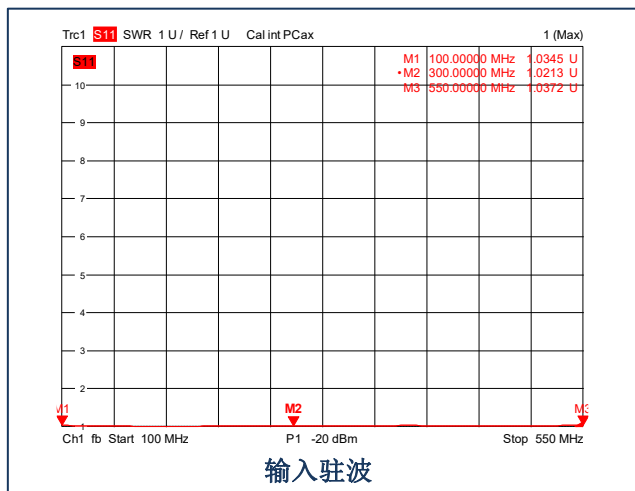 Trc1 S11 SWR 1 U / Ref 1 U Cal int PCax 1 (Max)
S11
M1 100.00000 MHz 1.0345 U
•M2 300.00000 MHz 1.0213 U
M3 550.00000 MHz 1.0372 U
10
9
8
7
6
5
4
3
2
1
M1 M2 M3
Ch1 fb Start 100 MHz P1 -20 dBm Stop 550 MHz
输入驻波